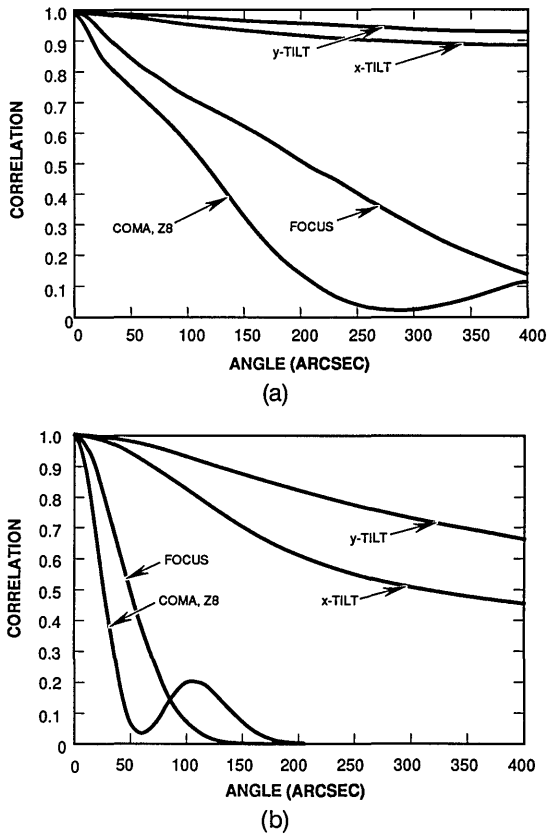 1.0
0.9
0.8
0.7
0.6
0.5
0.4
0.3
0.2
0.1
0
CORRELATION
y-TILT
x-TILT
COMA, Z8
FOCUS
0 50 100 150 200 250 300 350 400
ANGLE (ARCSEC)
(a)
1.0
0.9
0.8
0.7
0.6
0.5
0.4
0.3
0.2
0.1
0
CORRELATION
FOCUS
COMA, Z8
y-TILT
x-TILT
0 50 100 150 200 250 300 350 400
ANGLE (ARCSEC)
(b)